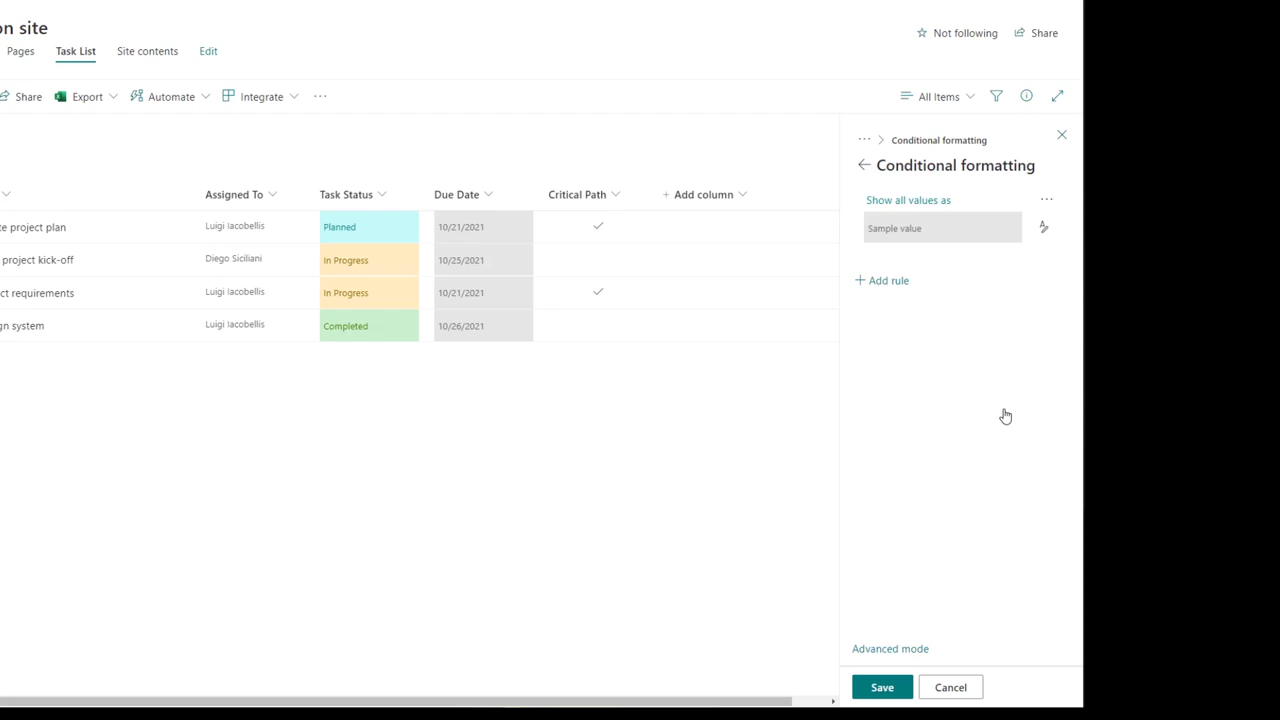 on site
Pages Task List Site contents Edit
Not following Share
Share Export Automate Integrate ...
All Items
... > Conditional formatting
Conditional formatting
Assigned To Task Status Due Date Critical Path + Add column
Show all values as ...
Sample value
+ Add rule
te project plan Luigi Iacobellis Planned 10/21/2021
project kick-off Diego Siciliani In Progress 10/25/2021
ct requirements Luigi Iacobellis In Progress 10/21/2021
gn system Luigi Iacobellis Completed 10/26/2021
Advanced mode
Save Cancel